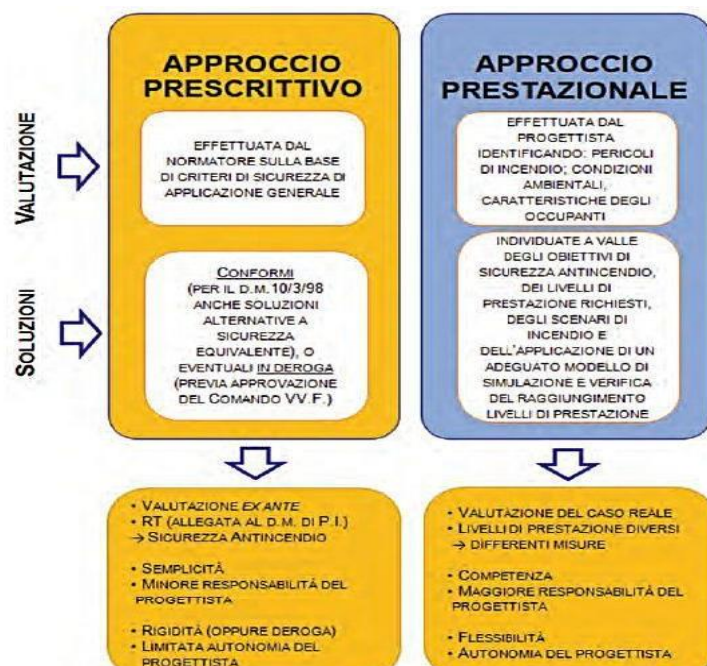 VALUTAZIONE
SOLUZIONI
APPROCCIO
PRESCRITTIVO
EFFETTUATA DAL
NORMATORE SULLA BASE
DI CRITERI DI SICUREZZA DI
APPLICAZIONE GENERALE
CONFORMI
(PER IL D.M. 10/3/98
ANCHE SOLUZIONI
ALTERNATIVE A
SICUREZZA
EQUIVALENTE), O
EVENTUALI IN DEROGA
(PREVIA APPROVAZIONE
DEL COMANDO VV.F.)
• VALUTAZIONE EX ANTE
• RT (ALLEGATA AL D.M. DI P.I.)
→ SICUREZZA ANTINCENDIO
• SEMPLICITÀ
• MINORE RESPONSABILITÀ DEL
PROGETTISTA
• RIGIDITÀ (OPPURE DEROGA)
• LIMITATA AUTONOMIA DEL
PROGETTISTA
APPROCCIO
PRESTAZIONALE
EFFETTUATA DAL
PROGETTISTA
IDENTIFICANDO: PERICOLI
DI INCENDIO; CONDIZIONI
AMBIENTALI,
CARATTERISTICHE DEGLI
OCCUPANTI
INDIVIDUATE A VALLE
DEGLI OBIETTIVI DI
SICUREZZA ANTINCENDIO,
DEI LIVELLI DI
PRESTAZIONE RICHIESTI,
DEGLI SCENARI DI
INCENDIO E
DELL'APPLICAZIONE DI UN
ADEGUATO MODELLO DI
SIMULAZIONE E VERIFICA
DEL RAGGIUNGIMENTO
LIVELLI DI PRESTAZIONE
• VALUTAZIONE DEL CASO REALE
• LIVELLI DI PRESTAZIONE DIVERSI
→ DIFFERENTI MISURE
• COMPETENZA
• MAGGIORE RESPONSABILITÀ DEL
PROGETTISTA
• FLESSIBILITÀ
• AUTONOMIA DEL PROGETTISTA